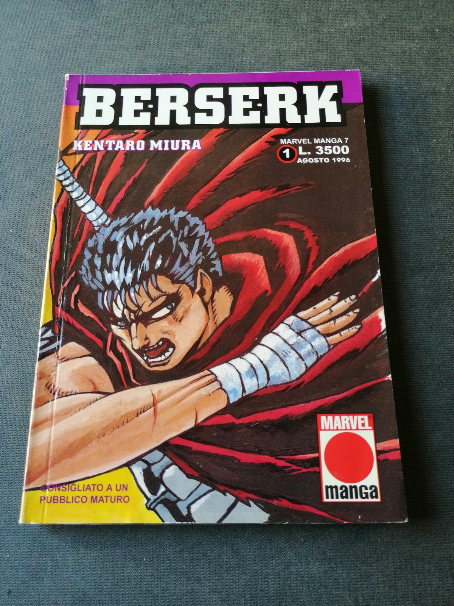 BERSERK
KENTARO MIURA
MARVEL MANGA 7
1 L. 3500
AGOSTO 1996
MARVEL
manga
CONSIGLIATO A UN
PUBBLICO MATURO